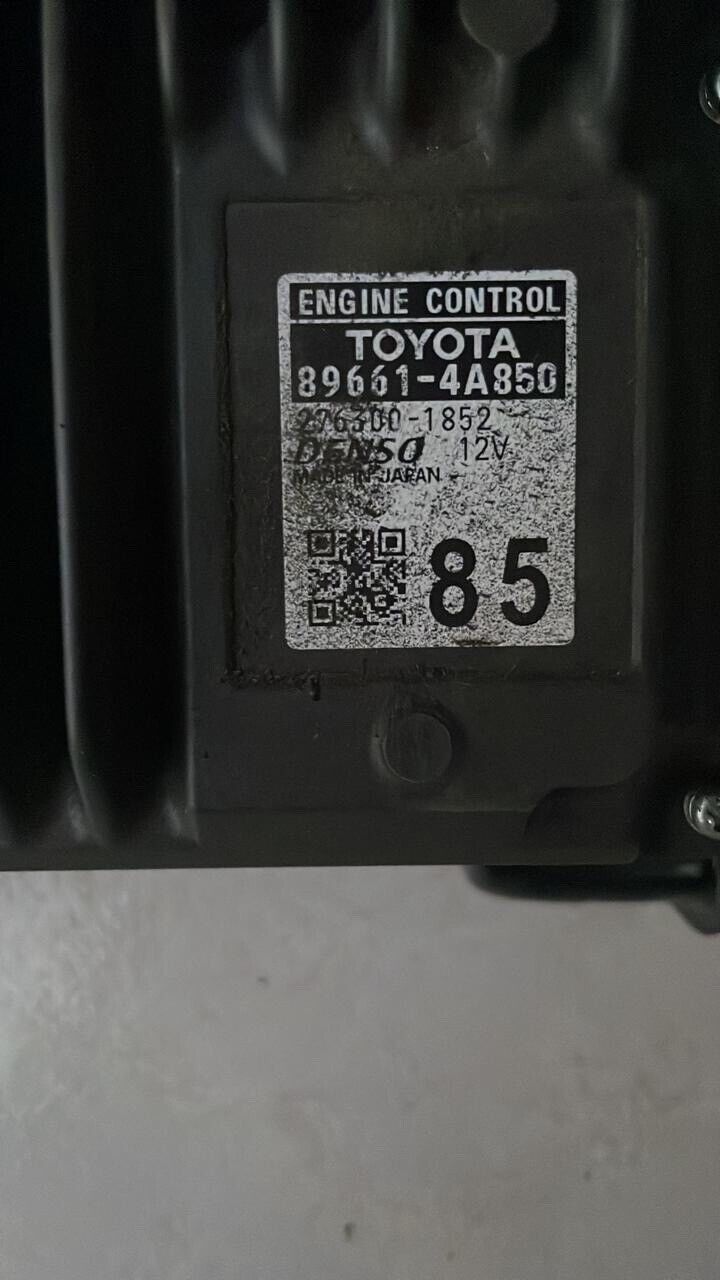 ENGINE CONTROL
TOYOTA
89661-4A850
276300-1852
DENSO 12V
MADE IN JAPAN
85